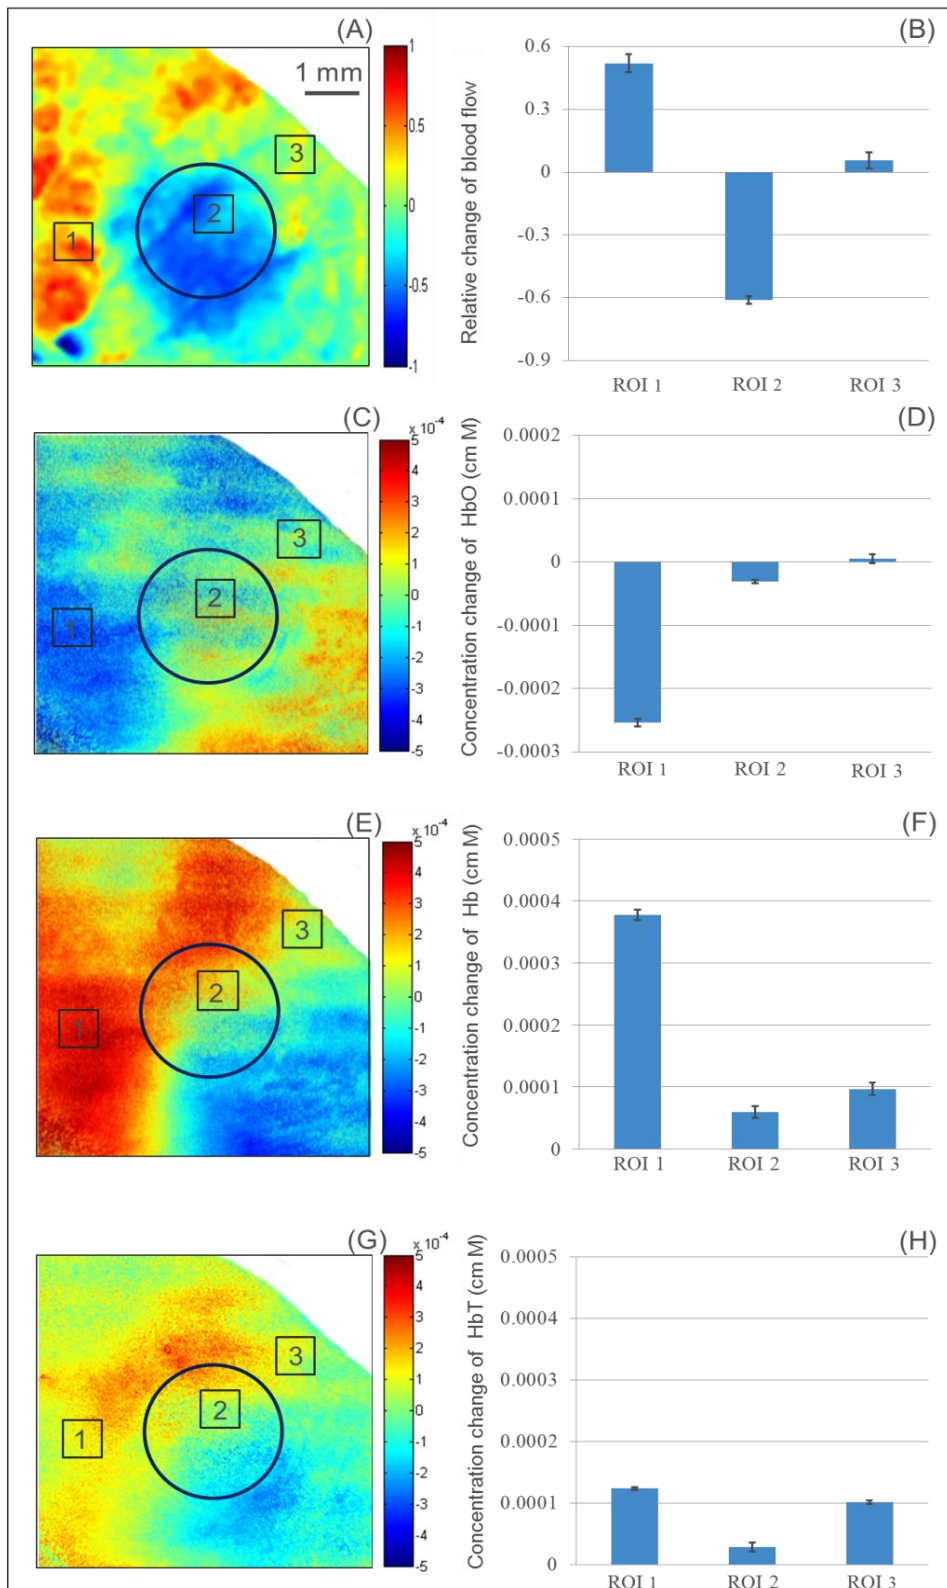 (A)
1 mm
1
2
3
1
0.5
0
-0.5
-1
(B)
Relative change of blood flow
0.6
0.3
0
-0.3
-0.6
-0.9
ROI 1
ROI 2
ROI 3
(C)
x 10⁻⁴
1
2
3
5
4
3
2
1
0
-1
-2
-3
-4
-5
(D)
Concentration change of HbO (cm M)
0.0002
0.0001
0
-0.0001
-0.0002
-0.0003
ROI 1
ROI 2
ROI 3
(E)
x 10⁻⁴
1
2
3
5
4
3
2
1
0
-1
-2
-3
-4
-5
(F)
Concentration change of Hb (cm M)
0.0005
0.0004
0.0003
0.0002
0.0001
0
ROI 1
ROI 2
ROI 3
(G)
x 10⁻⁴
1
2
3
5
4
3
2
1
0
-1
-2
-3
-4
-5
(H)
Concentration change of HbT (cm M)
0.0005
0.0004
0.0003
0.0002
0.0001
0
ROI 1
ROI 2
ROI 3